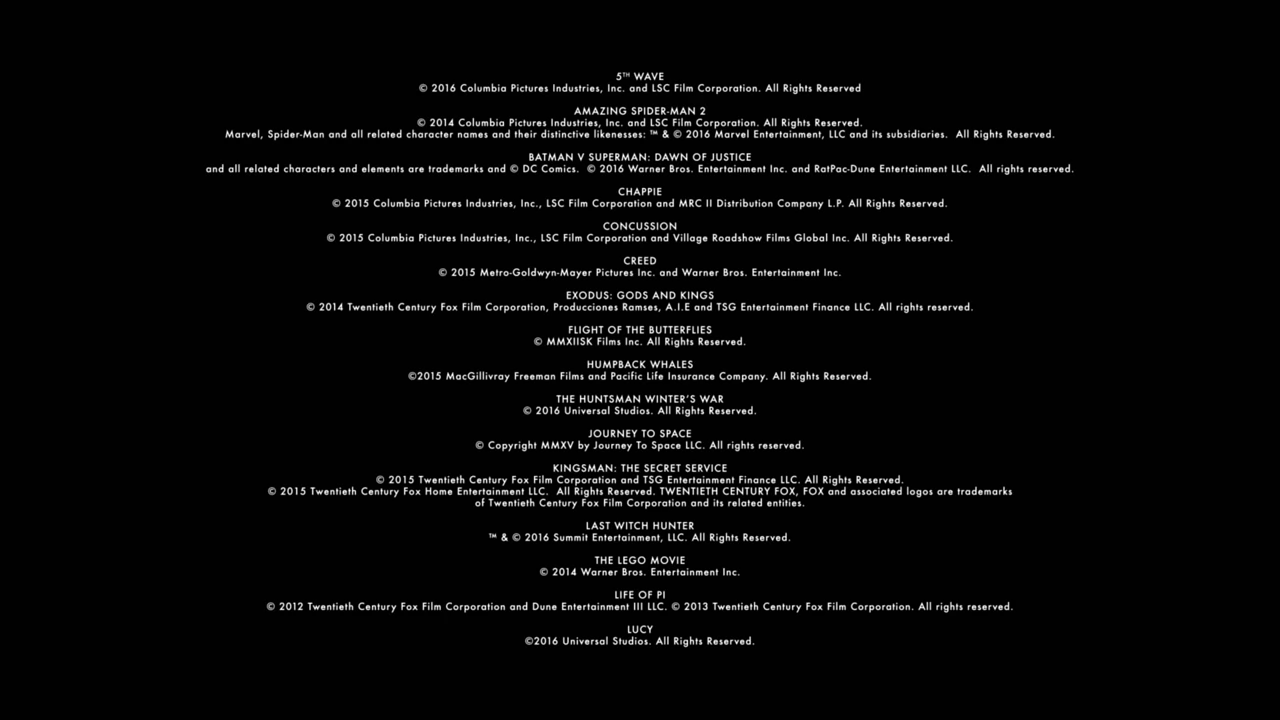 5TH WAVE
© 2016 Columbia Pictures Industries, Inc. and LSC Film Corporation. All Rights Reserved
AMAZING SPIDER-MAN 2
© 2014 Columbia Pictures Industries, Inc. and LSC Film Corporation. All Rights Reserved.
Marvel, Spider-Man and all related character names and their distinctive likenesses: ™ & © 2016 Marvel Entertainment, LLC and its subsidiaries. All Rights Reserved.
BATMAN V SUPERMAN: DAWN OF JUSTICE
and all related characters and elements are trademarks and © DC Comics. © 2016 Warner Bros. Entertainment Inc. and RatPac-Dune Entertainment LLC. All rights reserved.
CHAPPIE
© 2015 Columbia Pictures Industries, Inc., LSC Film Corporation and MRC II Distribution Company L.P. All Rights Reserved.
CONCUSSION
© 2015 Columbia Pictures Industries, Inc., LSC Film Corporation and Village Roadshow Films Global Inc. All Rights Reserved.
CREED
© 2015 Metro-Goldwyn-Mayer Pictures Inc. and Warner Bros. Entertainment Inc.
EXODUS: GODS AND KINGS
© 2014 Twentieth Century Fox Film Corporation, Producciones Ramses, A.I.E and TSG Entertainment Finance LLC. All rights reserved.
FLIGHT OF THE BUTTERFLIES
© MMXIISK Films Inc. All Rights Reserved.
HUMPBACK WHALES
©2015 MacGillivray Freeman Films and Pacific Life Insurance Company. All Rights Reserved.
THE HUNTSMAN WINTER'S WAR
© 2016 Universal Studios. All Rights Reserved.
JOURNEY TO SPACE
© Copyright MMXV by Journey To Space LLC. All rights reserved.
KINGSMAN: THE SECRET SERVICE
© 2015 Twentieth Century Fox Film Corporation and TSG Entertainment Finance LLC. All Rights Reserved.
© 2015 Twentieth Century Fox Home Entertainment LLC. All Rights Reserved. TWENTIETH CENTURY FOX, FOX and associated logos are trademarks
of Twentieth Century Fox Film Corporation and its related entities.
LAST WITCH HUNTER
™ & © 2016 Summit Entertainment, LLC. All Rights Reserved.
THE LEGO MOVIE
© 2014 Warner Bros. Entertainment Inc.
LIFE OF PI
© 2012 Twentieth Century Fox Film Corporation and Dune Entertainment III LLC. © 2013 Twentieth Century Fox Film Corporation. All rights reserved.
LUCY
©2016 Universal Studios. All Rights Reserved.